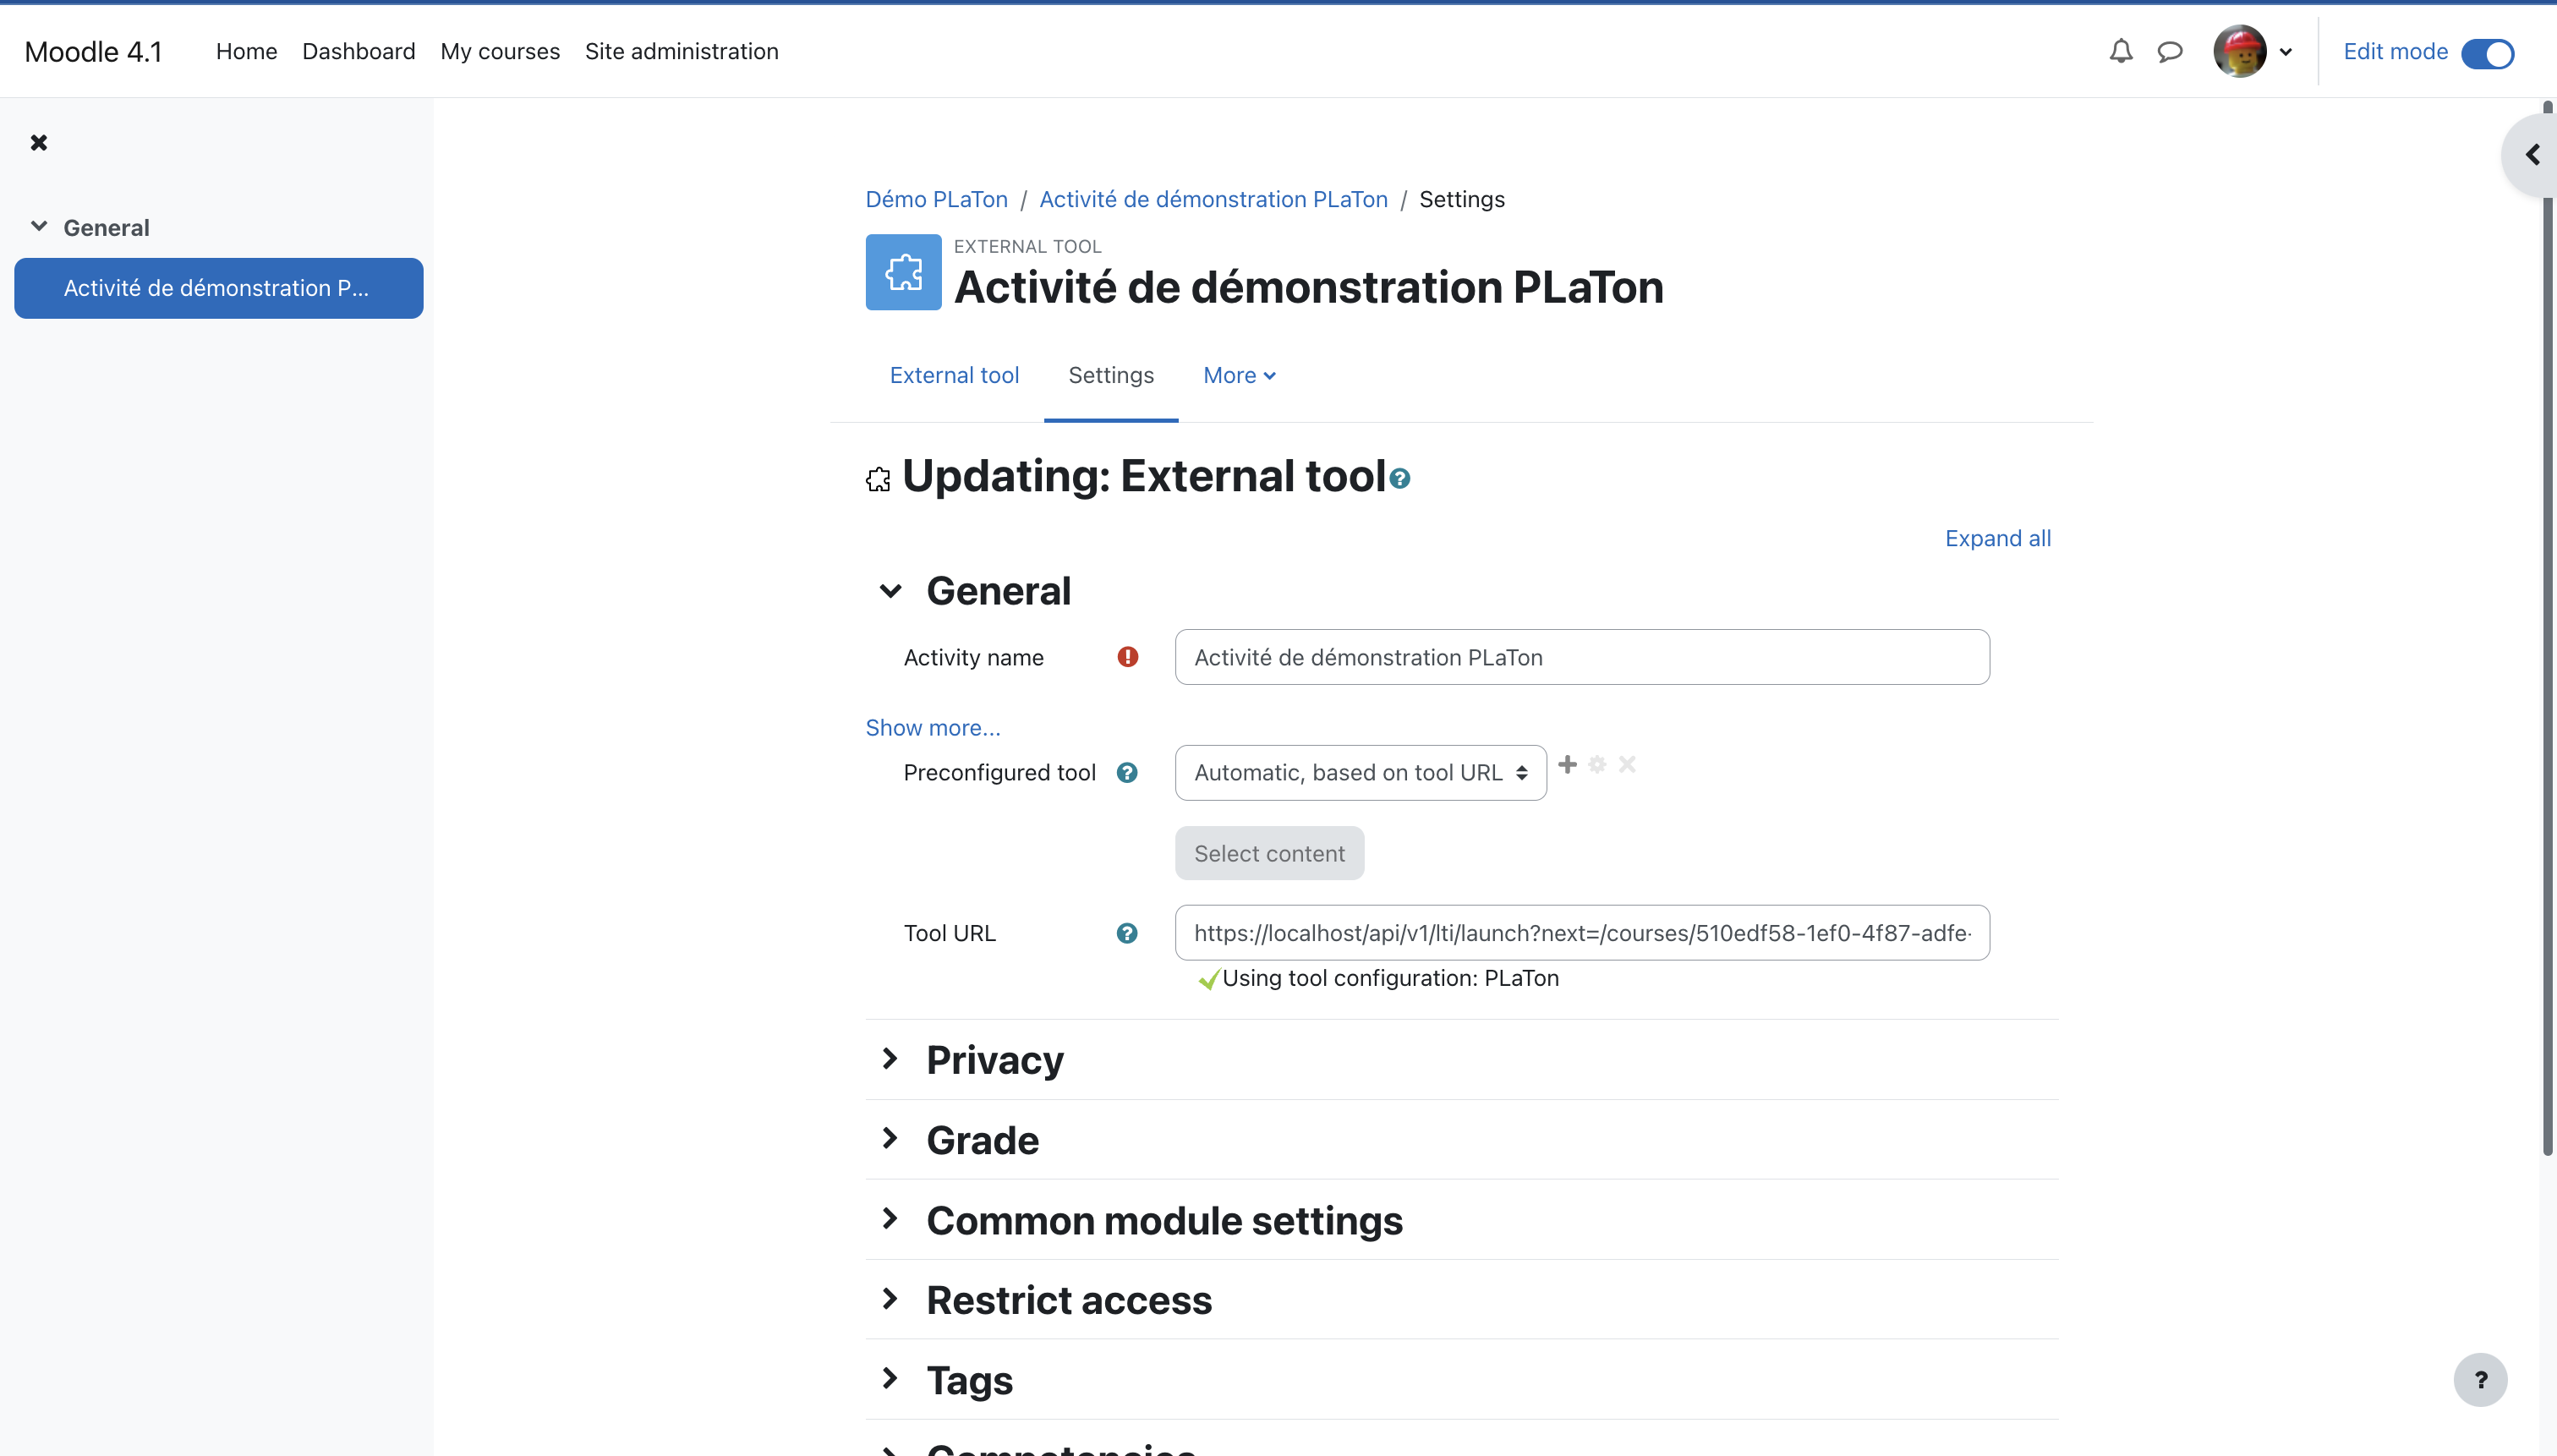 Moodle 4.1 Home Dashboard My courses Site administration Edit mode
General
Activité de démonstration P...
Démo PLaTon / Activité de démonstration PLaTon / Settings
EXTERNAL TOOL
Activité de démonstration PLaTon
External tool Settings More
Updating: External tool
Expand all
General
Activity name Activité de démonstration PLaTon
Show more...
Preconfigured tool Automatic, based on tool URL
Select content
Tool URL https://localhost/api/v1/lti/launch?next=/courses/510edf58-1ef0-4f87-adfe-
Using tool configuration: PLaTon
Privacy
Grade
Common module settings
Restrict access
Tags
Competencies